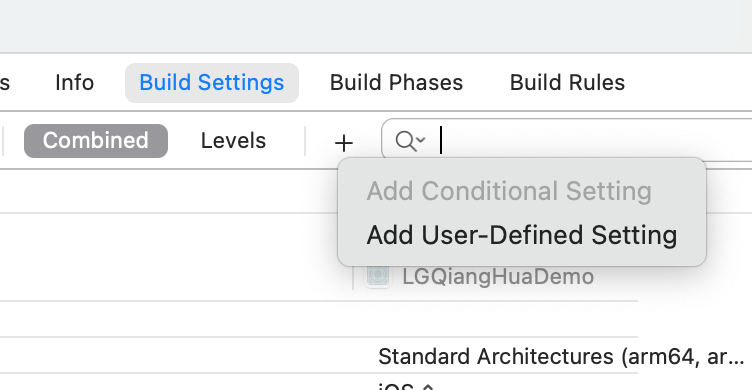 s Info Build Settings Build Phases Build Rules
Combined Levels +
Add Conditional Setting
Add User-Defined Setting
LGQiangHuaDemo
Standard Architectures (arm64, ar...
iOS